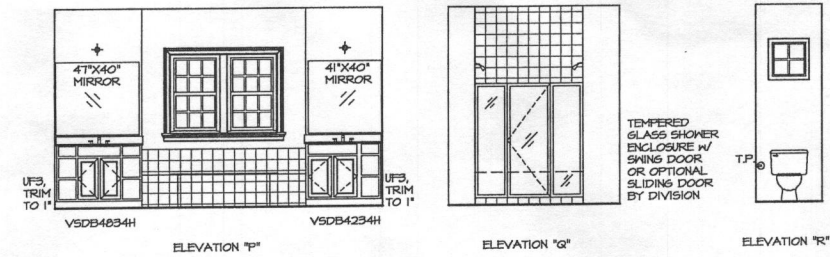 47"X40"
MIRROR
41"X40"
MIRROR
UF3,
TRIM
TO 1"
UF3,
TRIM
TO 1"
VSDB4834H
VSDB4234H
ELEVATION "P"
TEMPERED
GLASS SHOWER
ENCLOSURE W/
SWING DOOR
OR OPTIONAL
SLIDING DOOR
BY DIVISION
ELEVATION "Q"
T.P.
ELEVATION "R"